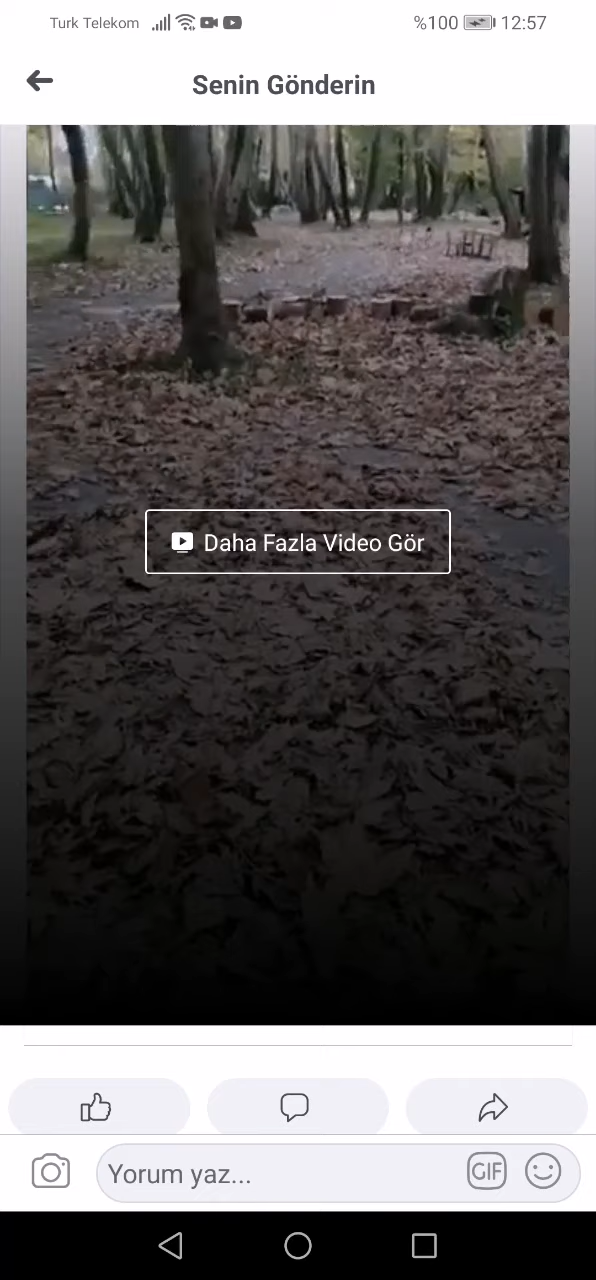 Turk Telekom %100 12:57
Senin Gönderin
Daha Fazla Video Gör
Yorum yaz... GIF